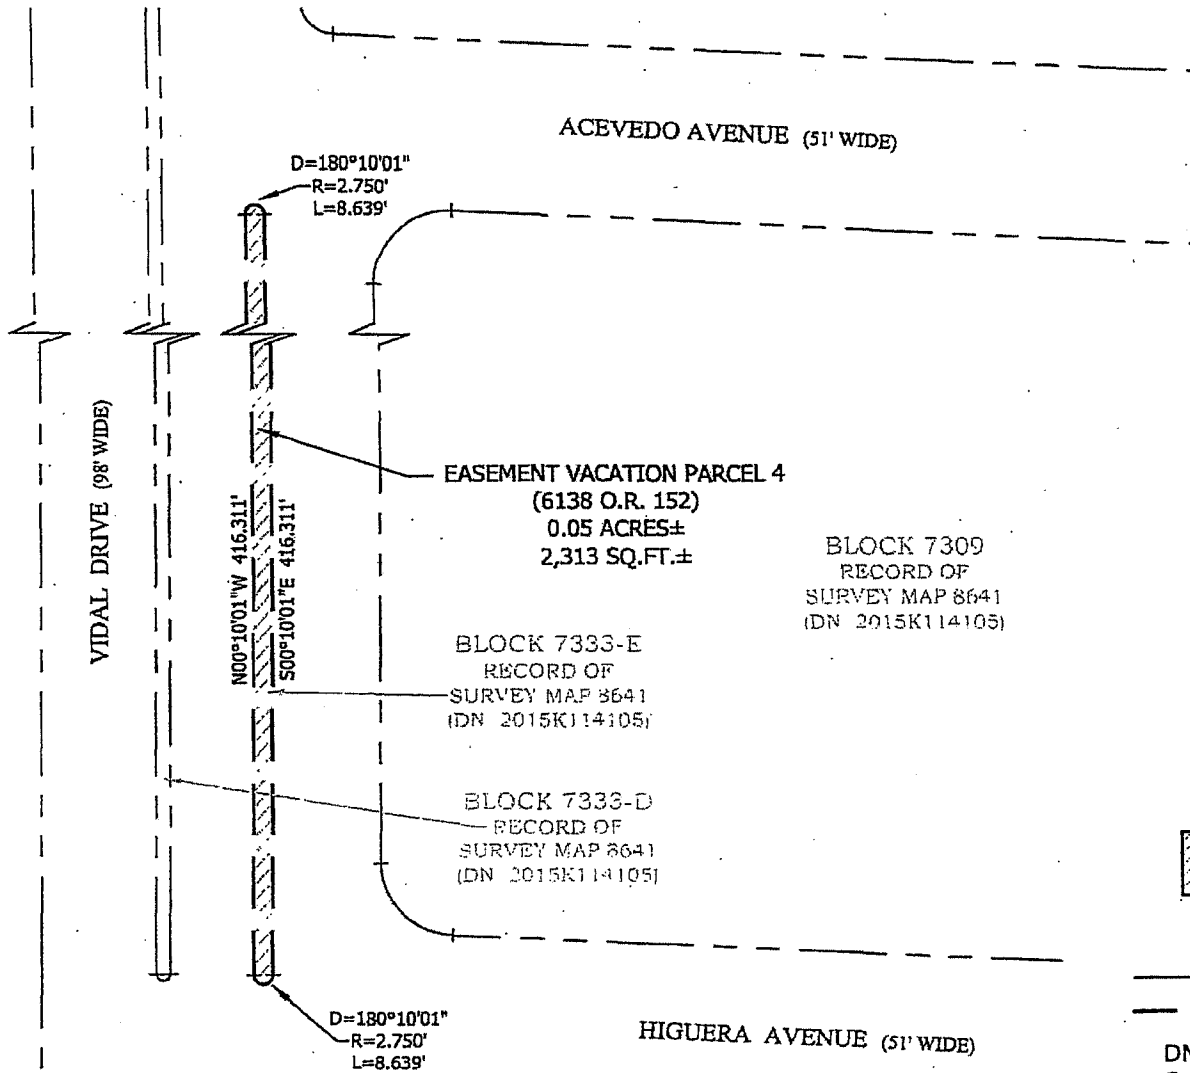 ACEVEDO AVENUE (51' WIDE)
D=180°10'01"
R=2.750'
L=8.639'
VIDAL DRIVE (98' WIDE)
N00°10'01"W 416.311'
S00°10'01"E 416.311'
EASEMENT VACATION PARCEL 4
(6138 O.R. 152)
0.05 ACRES±
2,313 SQ.FT.±
BLOCK 7309
RECORD OF
SURVEY MAP 8641
(DN 2015K114105)
BLOCK 7333-E
RECORD OF
SURVEY MAP 8641
(DN 2015K114105)
BLOCK 7333-D
RECORD OF
SURVEY MAP 8641
(DN 2015K114105)
D=180°10'01"
R=2.750'
L=8.639'
HIGUERA AVENUE (51' WIDE)
DN